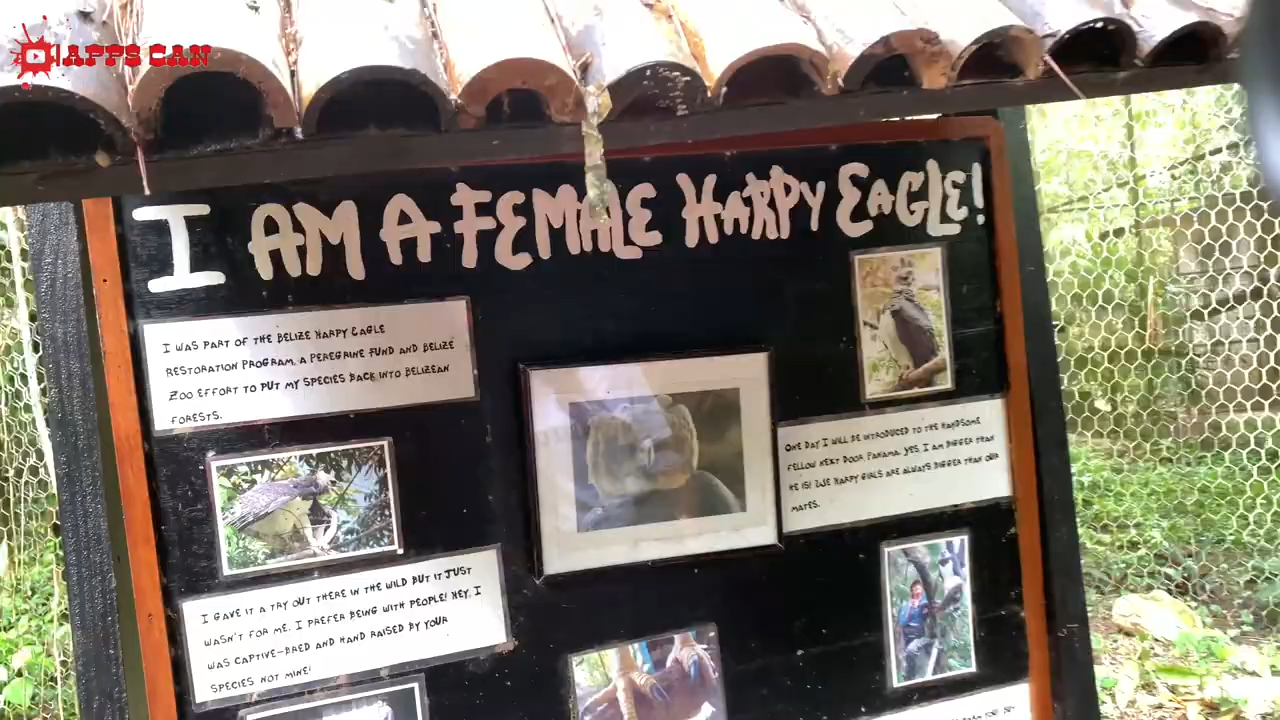 APPS CAN
I AM A FEMALE HARPY EAGLE!
I WAS PART OF THE BELIZE HARPY EAGLE
RESTORATION PROGRAM, A PEREGRINE FUND AND BELIZE
ZOO EFFORT TO PUT MY SPECIES BACK INTO BELIZEAN
FORESTS.
ONE DAY I WILL BE INTRODUCED TO THE HANDSOME
FELLOW NEXT DOOR, PANAMA. YES, I AM BIGGER THAN
HE IS! WE HARPY GIRLS ARE ALWAYS BIGGER THAN OUR
MATES.
I GAVE IT A TRY OUT THERE IN THE WILD BUT IT JUST
WASN'T FOR ME. I PREFER BEING WITH PEOPLE! HEY, I
WAS CAPTIVE-BRED AND HAND RAISED BY YOUR
SPECIES NOT MINE!